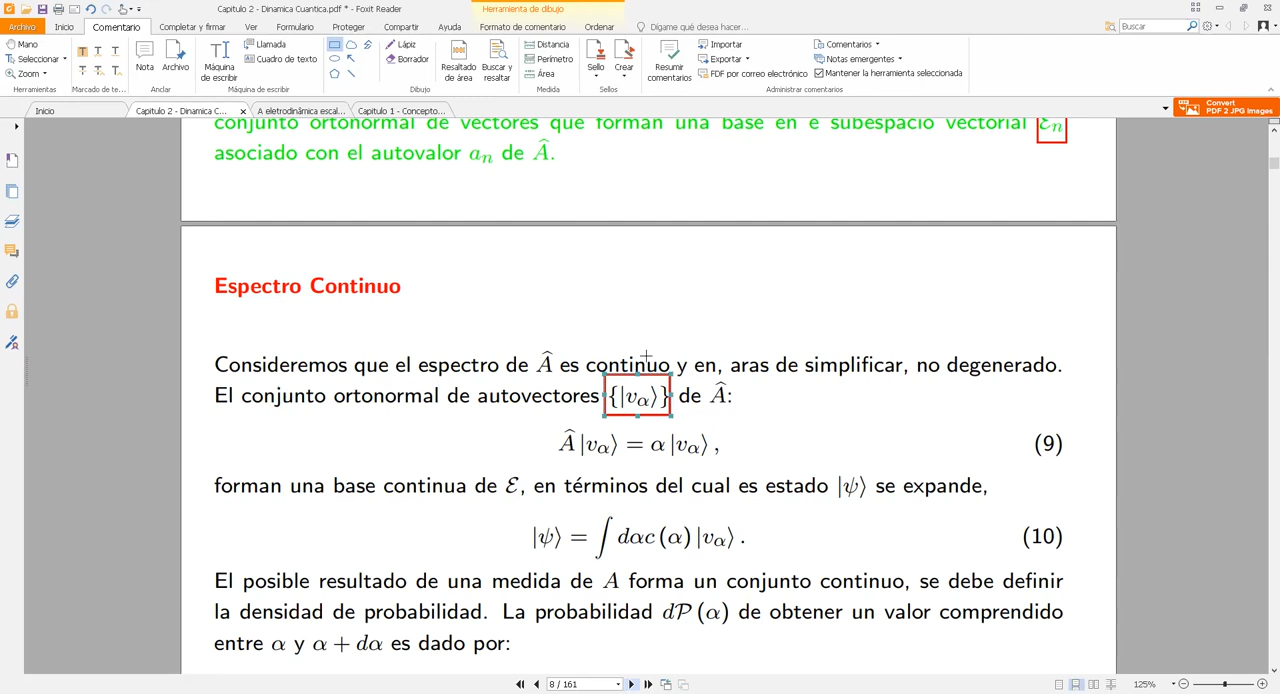 Capitulo 2 - Dinamica Cuantica.pdf * - Foxit Reader
Herramienta de dibujo
Archivo Inicio Comentario Completar y firmar Ver Formulario Proteger Compartir Ayuda Formato de comentario Ordenar Dígame qué desea hacer... Buscar
Mano
Seleccionar
Zoom
Herramientas
Marcado de te...
Nota
Archivo
Anclar
Máquina de escribir
Llamada
Cuadro de texto
Máquina de escribir
Lápiz
Borrador
Dibujo
Resaltado de área
Buscar y resaltar
Distancia
Perímetro
Área
Medida
Sello
Crear
Sellos
Resumir comentarios
Importar
Exportar
FDF por correo electrónico
Comentarios
Notas emergentes
Mantener la herramienta seleccionada
Administrar comentarios
Inicio
Capitulo 2 - Dinamica C...
A eletrodinâmica escal...
Capitulo 1 - Concepto...
Convert
PDF 2 JPG Images
conjunto ortonormal de vectores que forman una base en e subespacio vectorial ℰn
asociado con el autovalor an de Â.
Espectro Continuo
Consideremos que el espectro de Â es continuo y en, aras de simplificar, no degenerado.
El conjunto ortonormal de autovectores {|vα⟩} de Â:
Â |vα⟩ = α |vα⟩ , (9)
forman una base continua de ℰ, en términos del cual es estado |ψ⟩ se expande,
|ψ⟩ = ∫ dαc (α) |vα⟩ . (10)
El posible resultado de una medida de A forma un conjunto continuo, se debe definir
la densidad de probabilidad. La probabilidad d𝒫 (α) de obtener un valor comprendido
entre α y α + dα es dado por:
8 / 161
125%